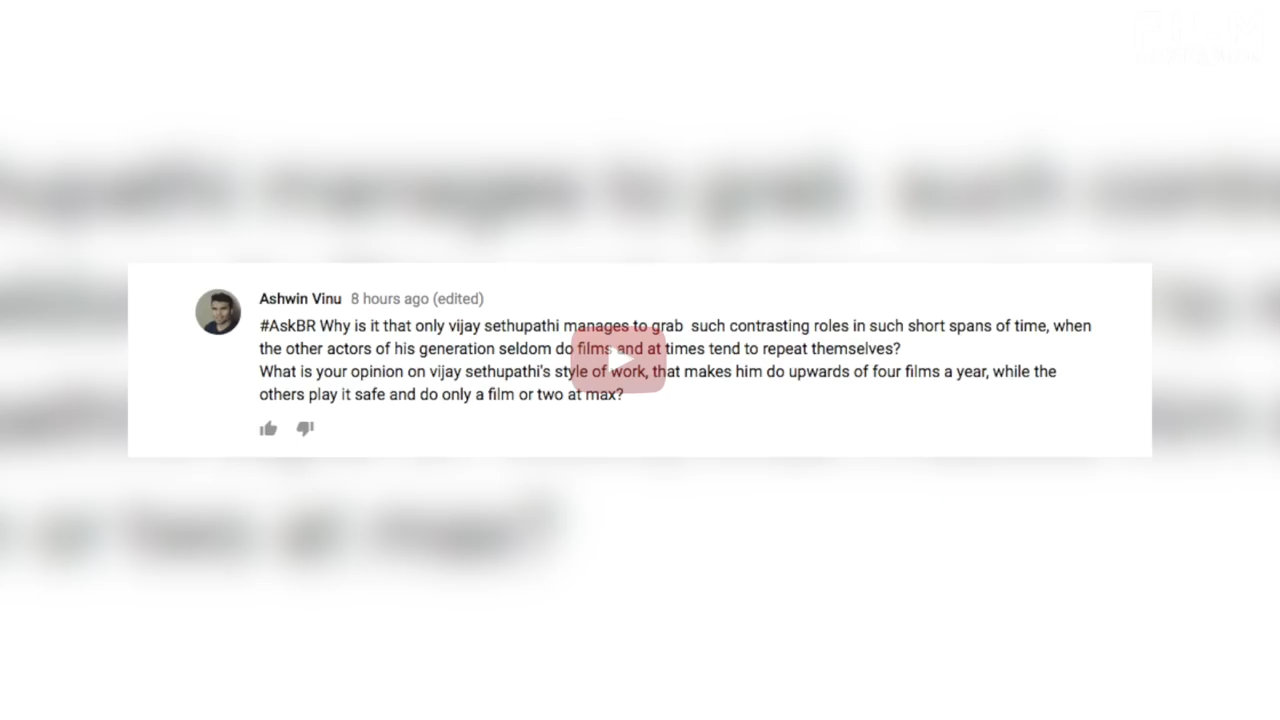 Ashwin Vinu 8 hours ago (edited)
#AskBR Why is it that only vijay sethupathi manages to grab such contrasting roles in such short spans of time, when
the other actors of his generation seldom do films and at times tend to repeat themselves?
What is your opinion on vijay sethupathi's style of work, that makes him do upwards of four films a year, while the
others play it safe and do only a film or two at max?